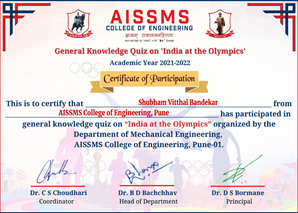 AISSMS
COLLEGE OF ENGINEERING
General Knowledge Quiz on 'India at the Olympics'
Academic Year 2021-2022
Certificate of Participation
This is to certify that Shubham Vitthal Bandekar from
AISSMS College of Engineering, Pune has participated in
general knowledge quiz on "India at the Olympics" organized by the
Department of Mechanical Engineering,
AISSMS College of Engineering, Pune-01.
Dr. C S Choudhari Dr. B D Bachchhav Dr. D S Bormane
Coordinator Head of Department Principal